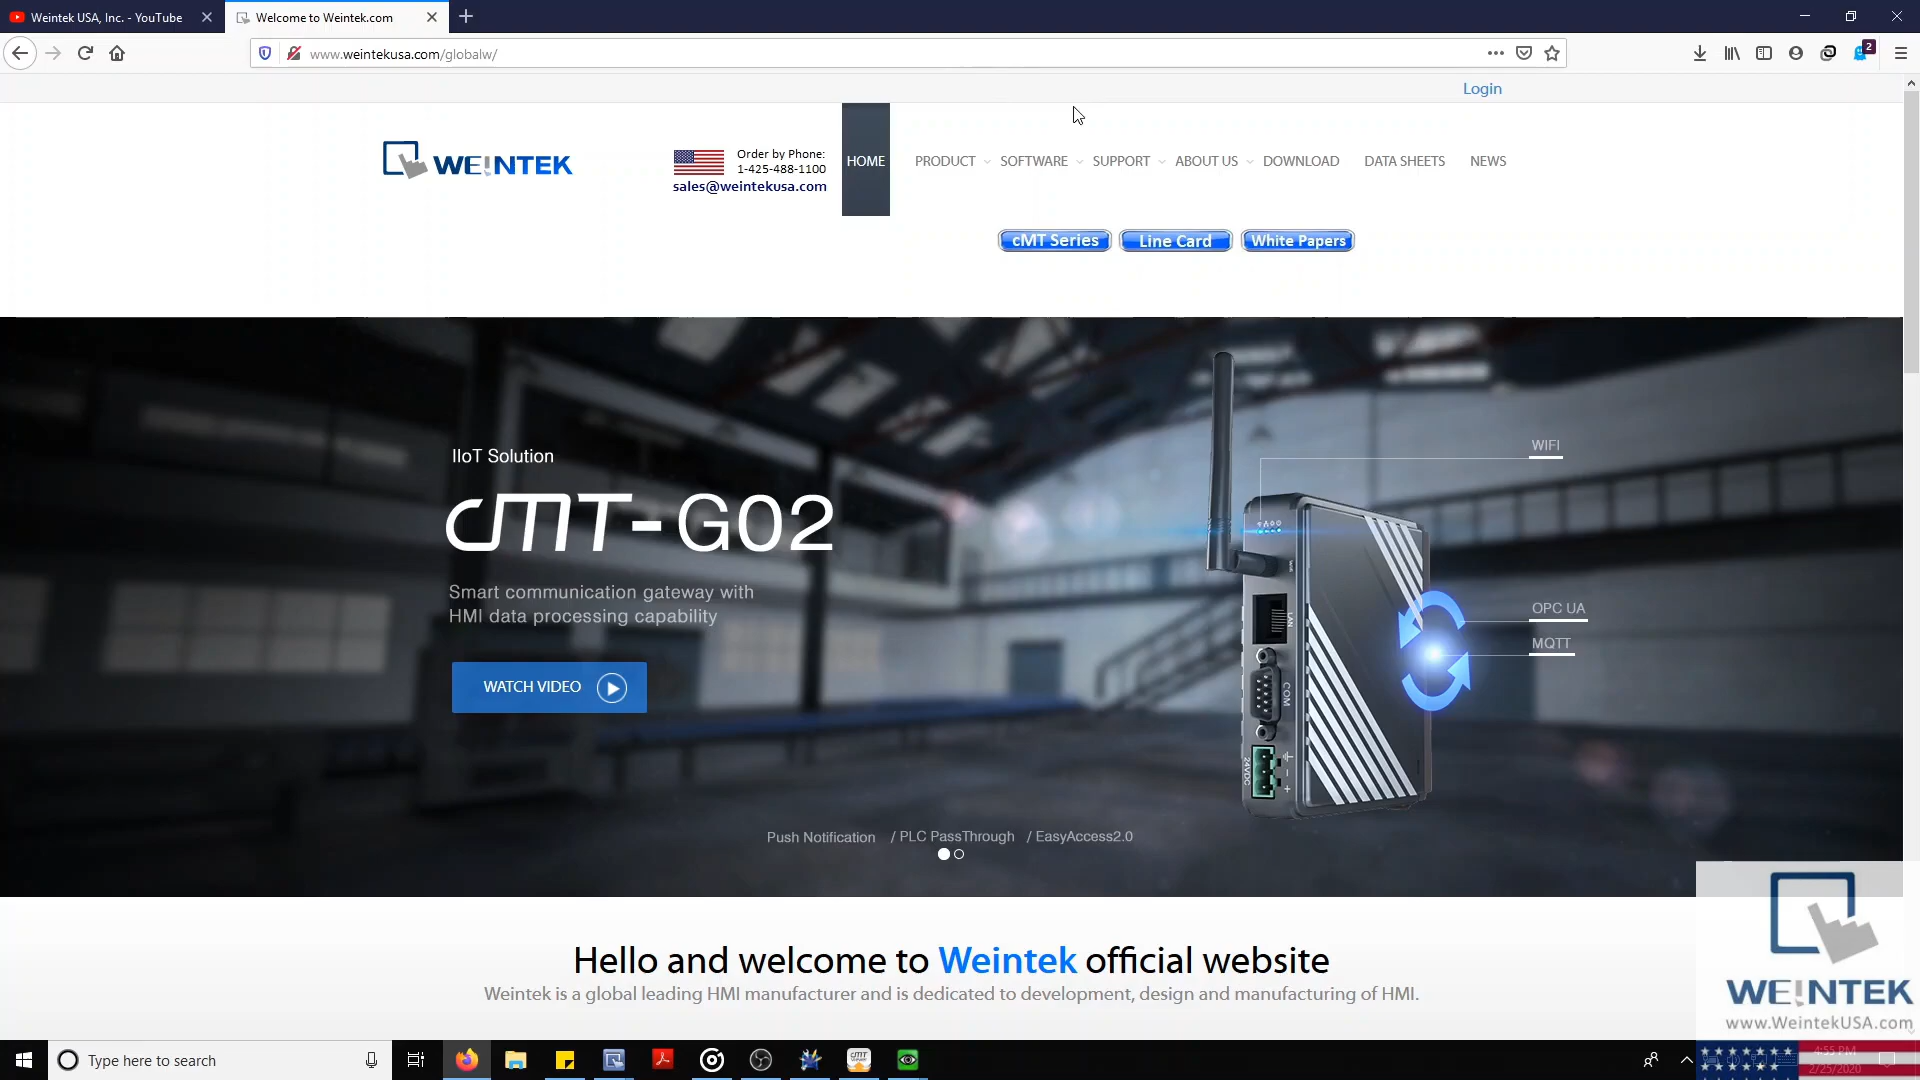 Weintek USA, Inc. - YouTube
Welcome to Weintek.com
www.weintekusa.com/globalw/
2
Login
WE!NTEK
Order by Phone:
1-425-488-1100
sales@weintekusa.com
HOME
PRODUCT
SOFTWARE
SUPPORT
ABOUT US
DOWNLOAD
DATA SHEETS
NEWS
cMT Series
Line Card
White Papers
IIoT Solution
cMT-G02
Smart communication gateway with
HMI data processing capability
WATCH VIDEO
WIFI
OPC UA
MQTT
LAN
COM
24VDC
Push Notification / PLC PassThrough / EasyAccess2.0
Hello and welcome to Weintek official website
Weintek is a global leading HMI manufacturer and is dedicated to development, design and manufacturing of HMI.
WE!NTEK
www.WeintekUSA.com
Type here to search
4:55 PM
2/25/2020